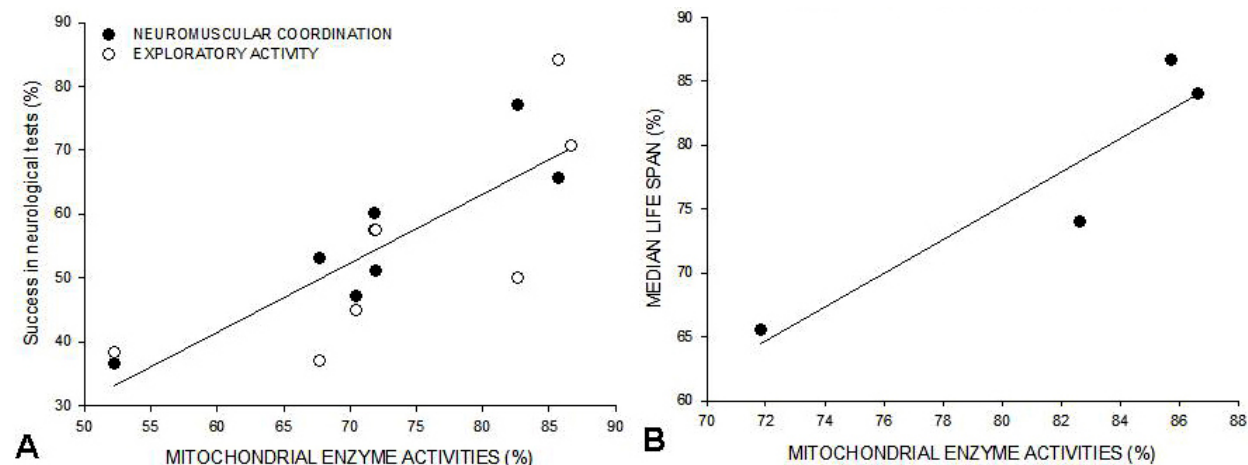 NEUROMUSCULAR COORDINATION
EXPLORATORY ACTIVITY
Success in neurological tests (%)
90
80
70
60
50
40
30
50 55 60 65 70 75 80 85 90
MITOCHONDRIAL ENZYME ACTIVITIES (%)
A
MEDIAN LIFE SPAN (%)
90
85
80
75
70
65
60
70 72 74 76 78 80 82 84 86 88
MITOCHONDRIAL ENZYME ACTIVITIES (%)
B